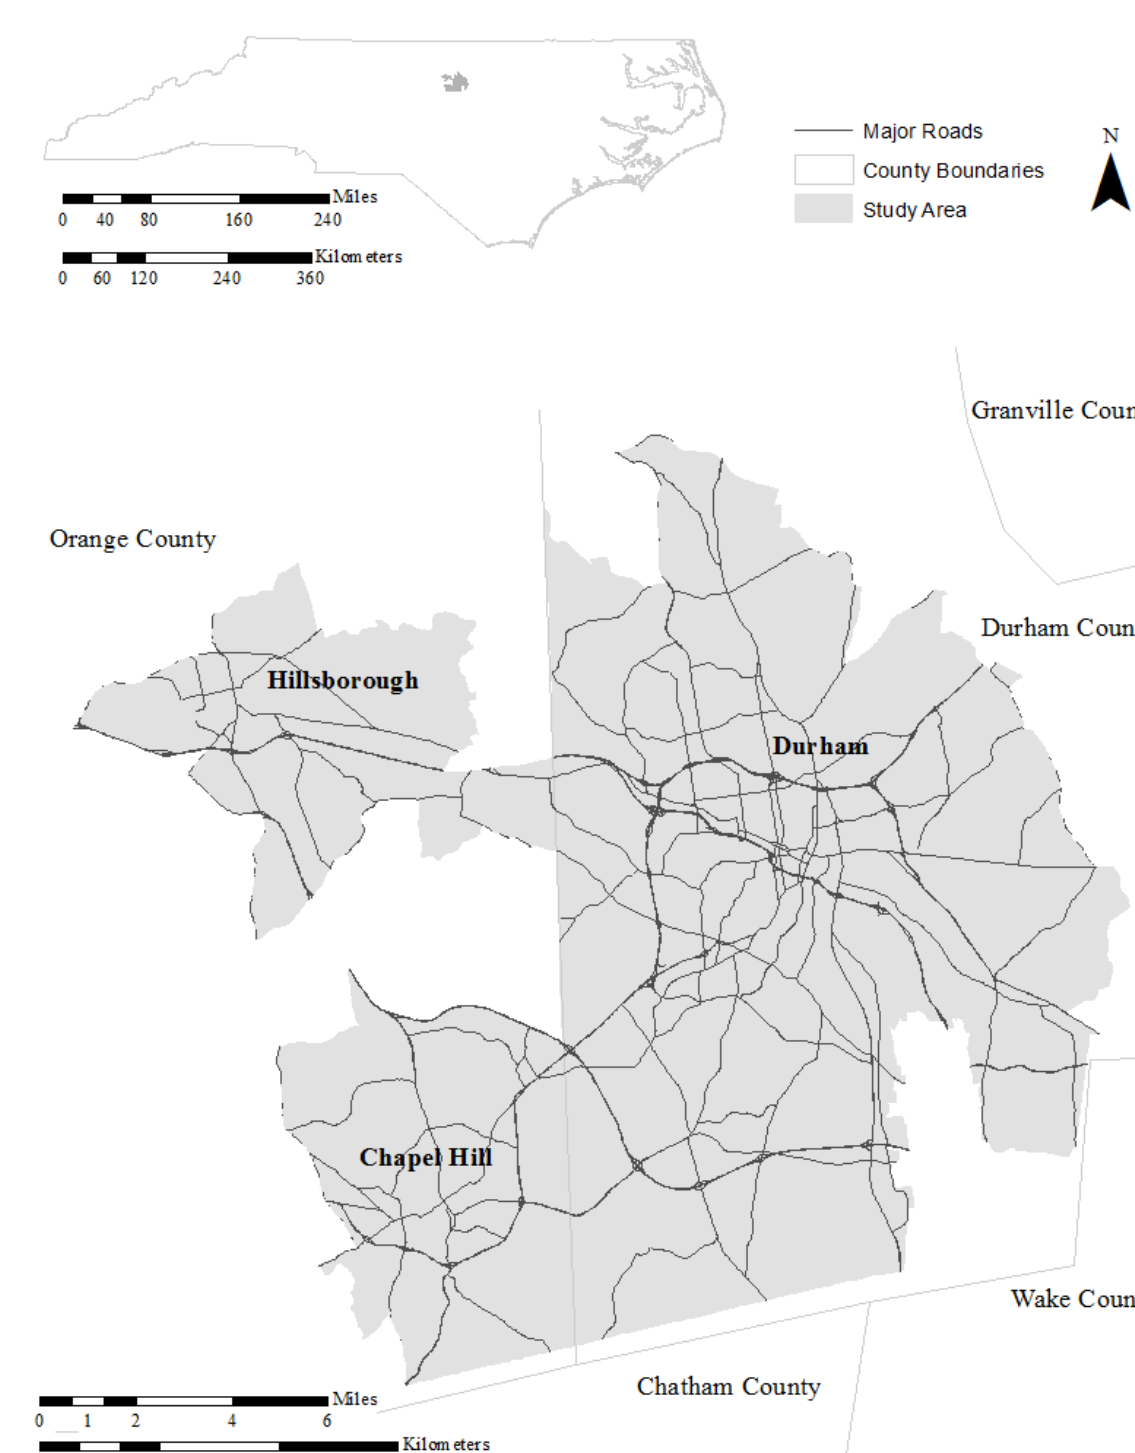 Major Roads
N
County Boundaries
Miles
Study Area
0 40 80 160 240
Kilometers
0 60 120 240 360
Granville Coun
Orange County
Durham Coun
Hillsborough
Durham
Chapel Hill
Wake Coun
Chatham County
Miles
0 1 2 4 6
Kilometers